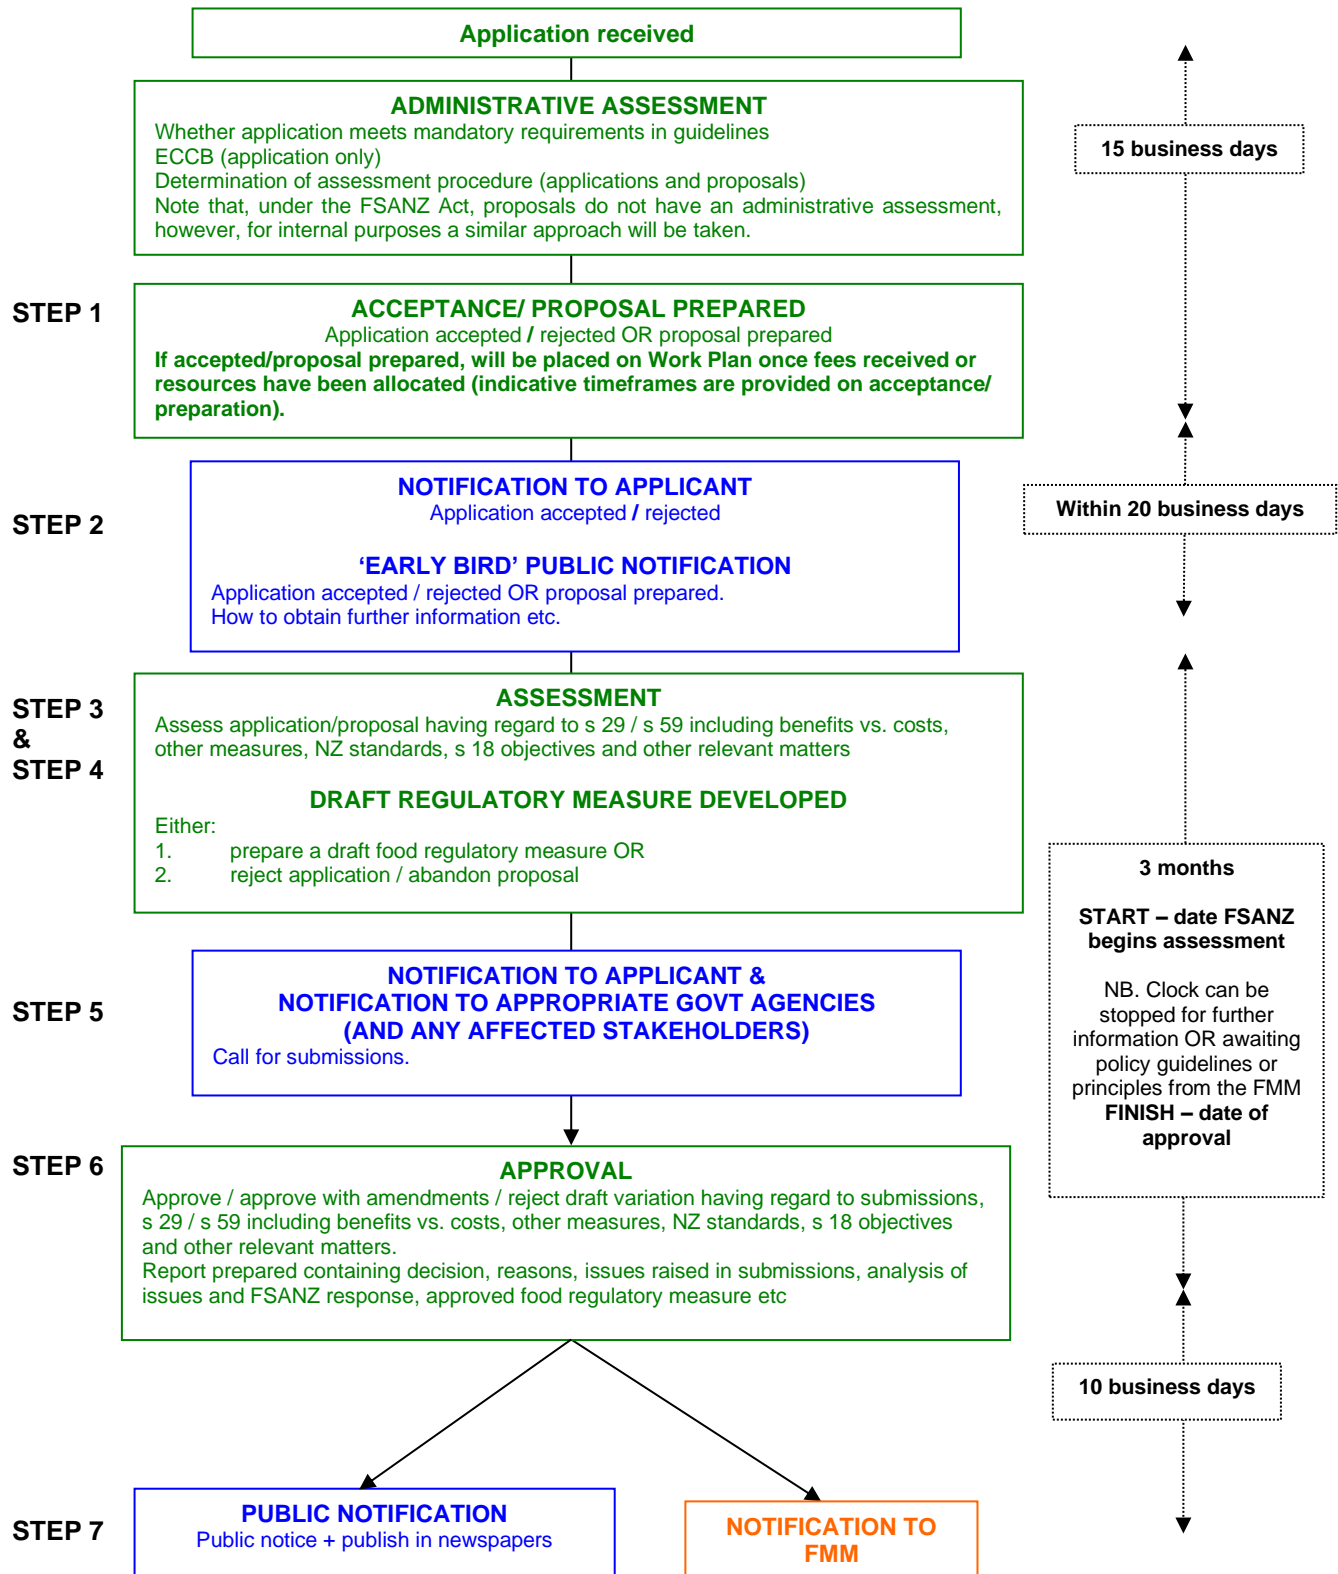 Application received
ADMINISTRATIVE ASSESSMENT
Whether application meets mandatory requirements in guidelines
ECCB (application only)
Determination of assessment procedure (applications and proposals)
Note that, under the FSANZ Act, proposals do not have an administrative assessment,
however, for internal purposes a similar approach will be taken.
15 business days
STEP 1
ACCEPTANCE/ PROPOSAL PREPARED
Application accepted / rejected OR proposal prepared
If accepted/proposal prepared, will be placed on Work Plan once fees received or
resources have been allocated (indicative timeframes are provided on acceptance/
preparation).
STEP 2
NOTIFICATION TO APPLICANT
Application accepted / rejected
‘EARLY BIRD’ PUBLIC NOTIFICATION
Application accepted / rejected OR proposal prepared.
How to obtain further information etc.
Within 20 business days
STEP 3
&
STEP 4
ASSESSMENT
Assess application/proposal having regard to s 29 / s 59 including benefits vs. costs,
other measures, NZ standards, s 18 objectives and other relevant matters
DRAFT REGULATORY MEASURE DEVELOPED
Either:
1. prepare a draft food regulatory measure OR
2. reject application / abandon proposal
3 months
START – date FSANZ
begins assessment
NB. Clock can be
stopped for further
information OR awaiting
policy guidelines or
principles from the FMM
FINISH – date of
approval
STEP 5
NOTIFICATION TO APPLICANT &
NOTIFICATION TO APPROPRIATE GOVT AGENCIES
(AND ANY AFFECTED STAKEHOLDERS)
Call for submissions.
STEP 6
APPROVAL
Approve / approve with amendments / reject draft variation having regard to submissions,
s 29 / s 59 including benefits vs. costs, other measures, NZ standards, s 18 objectives
and other relevant matters.
Report prepared containing decision, reasons, issues raised in submissions, analysis of
issues and FSANZ response, approved food regulatory measure etc
10 business days
STEP 7
PUBLIC NOTIFICATION
Public notice + publish in newspapers
NOTIFICATION TO
FMM